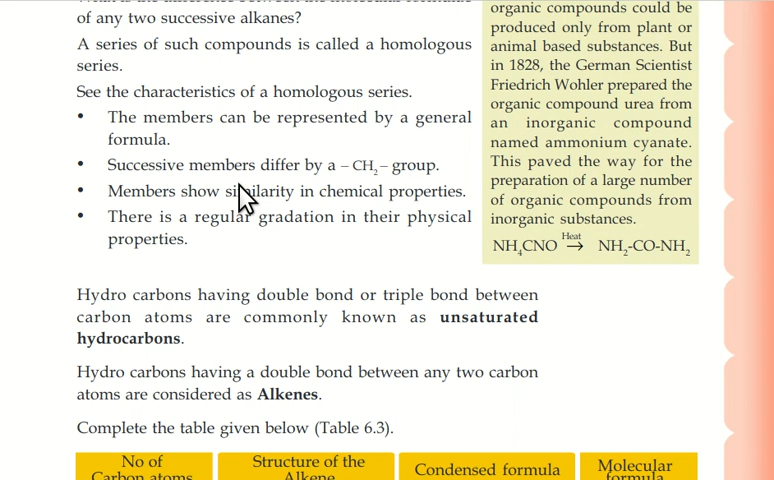 of any two successive alkanes?
A series of such compounds is called a homologous
series.
See the characteristics of a homologous series.
• The members can be represented by a general
formula.
• Successive members differ by a – CH₂ – group.
• Members show similarity in chemical properties.
• There is a regular gradation in their physical
properties.
organic compounds could be
produced only from plant or
animal based substances. But
in 1828, the German Scientist
Friedrich Wohler prepared the
organic compound urea from
an inorganic compound
named ammonium cyanate.
This paved the way for the
preparation of a large number
of organic compounds from
inorganic substances.
NH₄CNO Heat → NH₂-CO-NH₂
Hydro carbons having double bond or triple bond between
carbon atoms are commonly known as unsaturated
hydrocarbons.
Hydro carbons having a double bond between any two carbon
atoms are considered as Alkenes.
Complete the table given below (Table 6.3).
No of
Carbon atoms
Structure of the
Alkene
Condensed formula
Molecular
formula